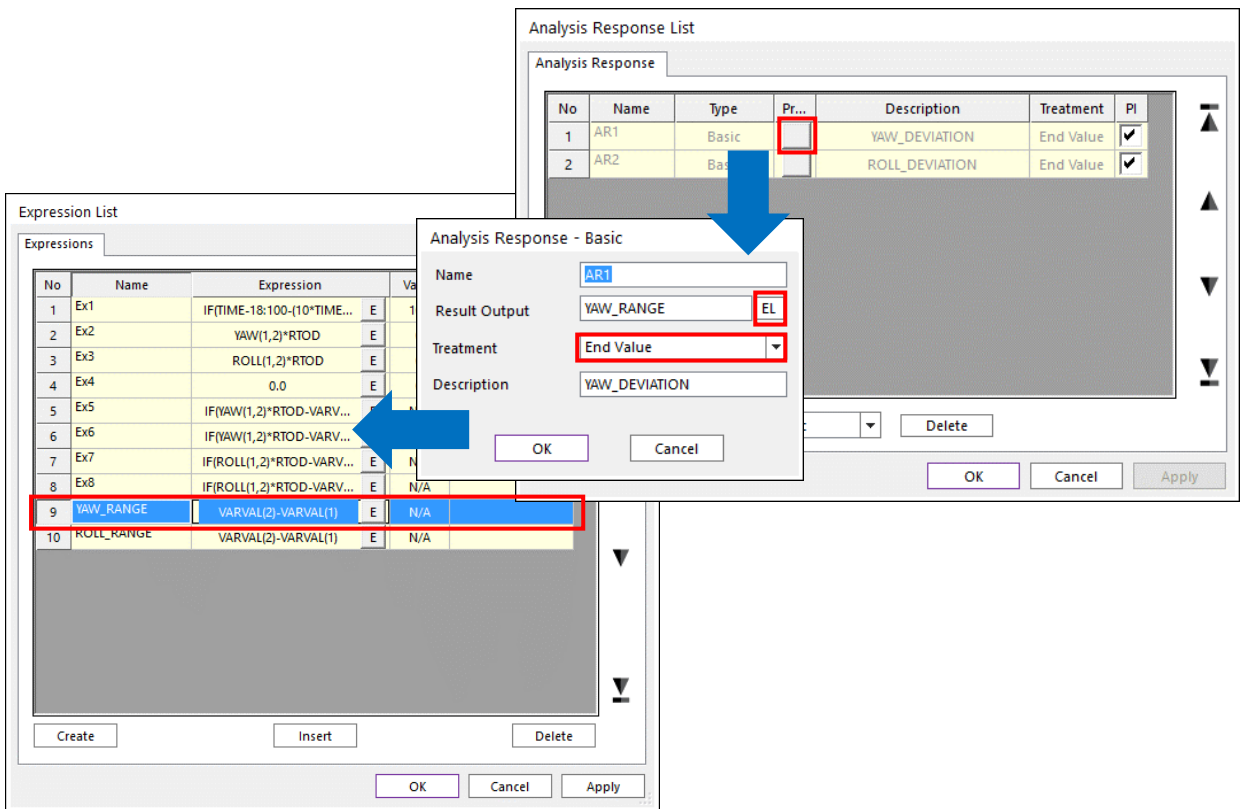 Analysis Response List
Analysis Response
No Name Type Pr... Description Treatment PI
1 AR1 Basic YAW_DEVIATION End Value
2 AR2 Bas ROLL_DEVIATION End Value
Delete
OK Cancel Apply
Analysis Response - Basic
Name AR1
Result Output YAW_RANGE EL
Treatment End Value
Description YAW_DEVIATION
OK Cancel
Expression List
Expressions
No Name Expression Va
1 Ex1 IF(TIME-18:100-(10*TIME... E 1
2 Ex2 YAW(1,2)*RTOD E
3 Ex3 ROLL(1,2)*RTOD E
4 Ex4 0.0 E
5 Ex5 IF(YAW(1,2)*RTOD-VARV...
6 Ex6 IF(YAW(1,2)*RTOD-VARV...
7 Ex7 IF(ROLL(1,2)*RTOD-VARV... E N
8 Ex8 IF(ROLL(1,2)*RTOD-VARV... E N/A
9 YAW_RANGE VARVAL(2)-VARVAL(1) E N/A
10 ROLL_RANGE VARVAL(2)-VARVAL(1) E N/A
Create Insert Delete
OK Cancel Apply